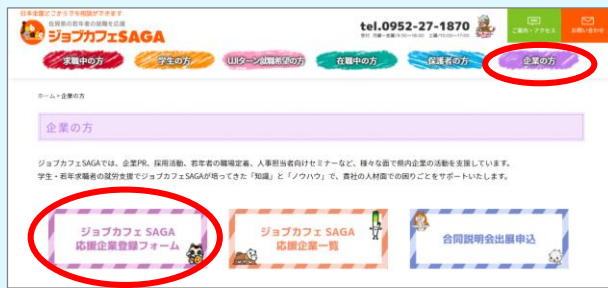 日本全国どこからでも相談ができます
佐賀県の若年者の就職を応援
ジョブカフェSAGA
tel.0952-27-1870
ご案内・アクセス
お問い合わせ
求職中の方
学生の方
UJIターン就職希望の方
在職中の方
保護者の方
企業の方
ホーム > 企業の方
企業の方
ジョブカフェSAGAでは、企業PR、採用活動、若年者の職場定着、人事担当者向けセミナーなど、様々な面で県内企業の活動を支援しています。
学生・若年求職者の就労支援でジョブカフェSAGAが培ってきた「知識」と「ノウハウ」で、貴社の人材面での困りごとをサポートいたします。
ジョブカフェ SAGA
応援企業登録フォーム
ジョブカフェ SAGA
応援企業一覧
合同説明会出展申込